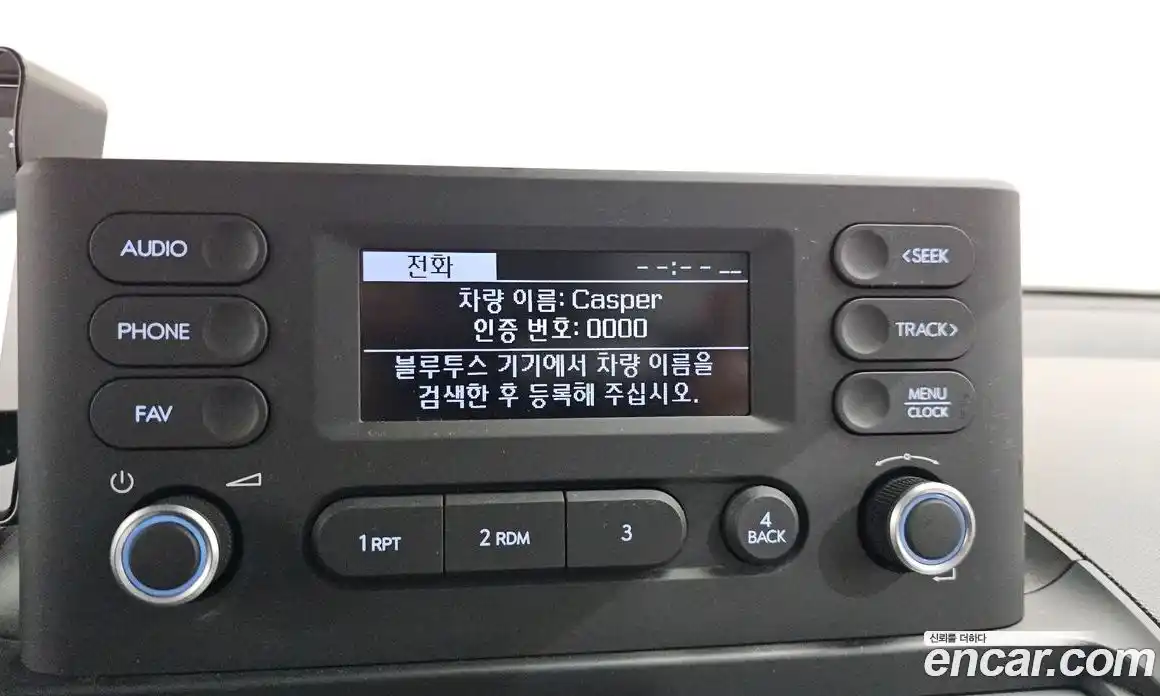 AUDIO
PHONE
FAV
전화
--:-- --
차량 이름: Casper
인증 번호: 0000
블루투스 기기에서 차량 이름을
검색한 후 등록해 주십시오.
<SEEK
TRACK>
MENU
CLOCK
1 RPT
2 RDM
3
4
BACK
신뢰를 더하다
encar.com